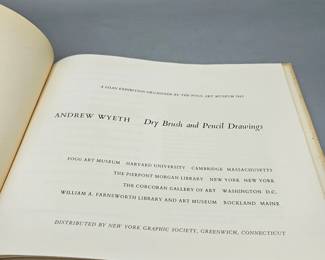 A LOAN EXHIBITION ORGANIZED BY THE FOGG ART MUSEUM 1963
ANDREW WYETH Dry Brush and Pencil Drawings
FOGG ART MUSEUM HARVARD UNIVERSITY CAMBRIDGE MASSACHUSETTS
THE PIERPONT MORGAN LIBRARY NEW YORK NEW YORK
THE CORCORAN GALLERY OF ART WASHINGTON D.C.
WILLIAM A. FARNSWORTH LIBRARY AND ART MUSEUM ROCKLAND MAINE
DISTRIBUTED BY NEW YORK GRAPHIC SOCIETY, GREENWICH, CONNECTICUT